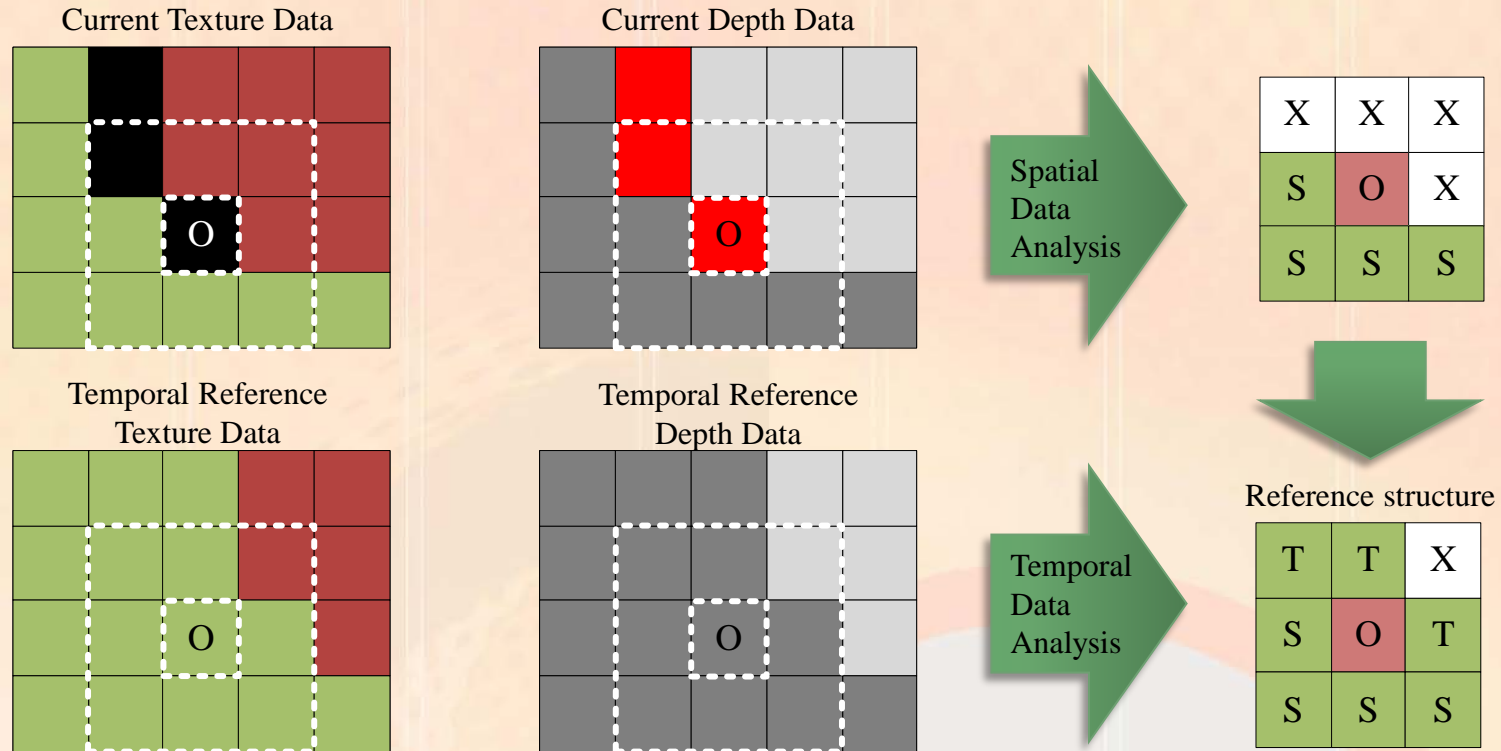 Current Texture Data
Current Depth Data
O
O
Spatial
Data
Analysis
X X X
S O X
S S S
Temporal Reference
Texture Data
Temporal Reference
Depth Data
O
O
Temporal
Data
Analysis
Reference structure
T T X
S O T
S S S